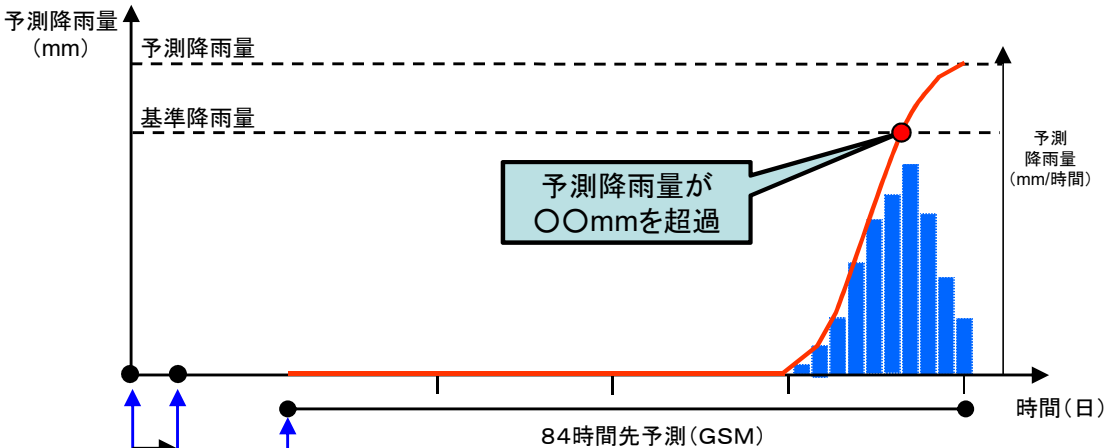 予測降雨量
（mm）
予測降雨量
基準降雨量
予測降雨量が
〇〇mmを超過
予測
降雨量
（mm/時間）
時間（日）
84時間先予測（GSM）